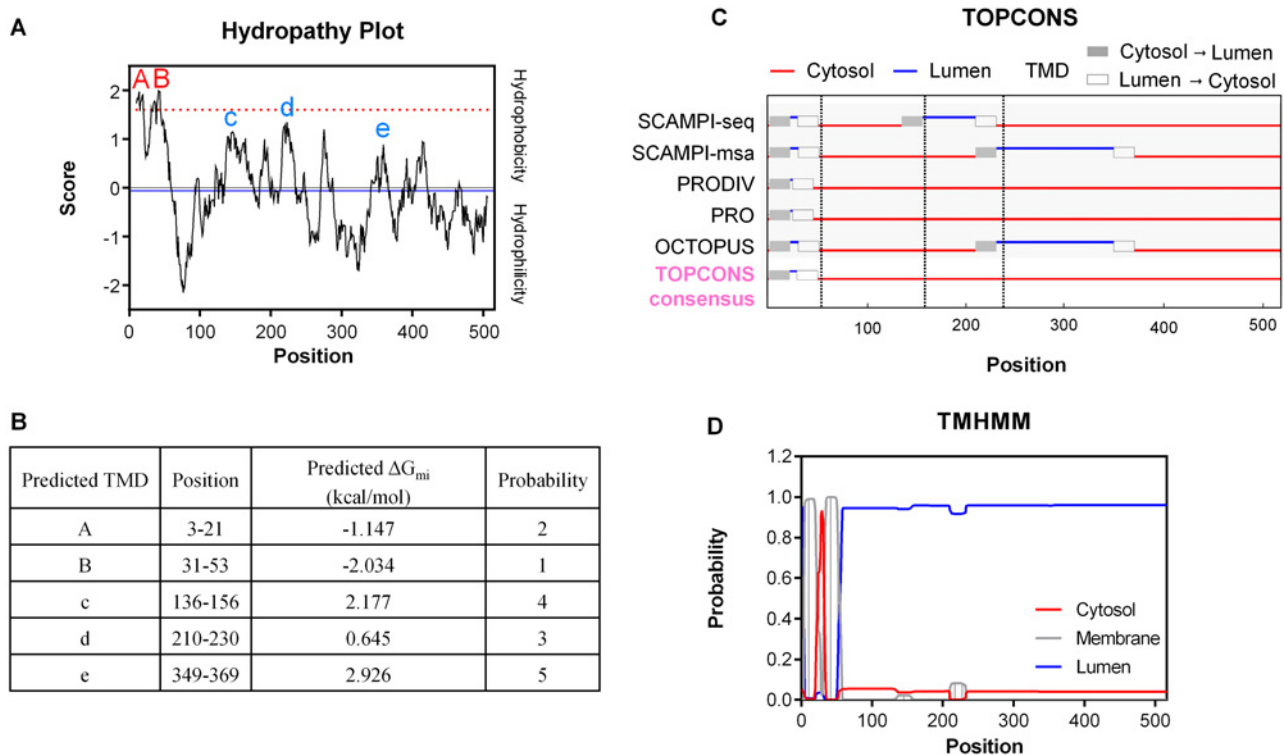 A
Hydropathy Plot
A B
c
d
e
2
1
0
-1
-2
Score
Hydrophobicity
Hydrophilicity
0 100 200 300 400 500
Position
B
Predicted TMD Position Predicted ΔGmi (kcal/mol) Probability
A 3-21 -1.147 2
B 31-53 -2.034 1
c 136-156 2.177 4
d 210-230 0.645 3
e 349-369 2.926 5
C
TOPCONS
Cytosol Lumen TMD
Cytosol → Lumen
Lumen → Cytosol
SCAMPI-seq
SCAMPI-msa
PRODIV
PRO
OCTOPUS
TOPCONS
consensus
100 200 300 400 500
Position
D
TMHMM
1.2
1.0
0.8
0.6
0.4
0.2
0.0
Probability
Cytosol
Membrane
Lumen
0 100 200 300 400 500
Position